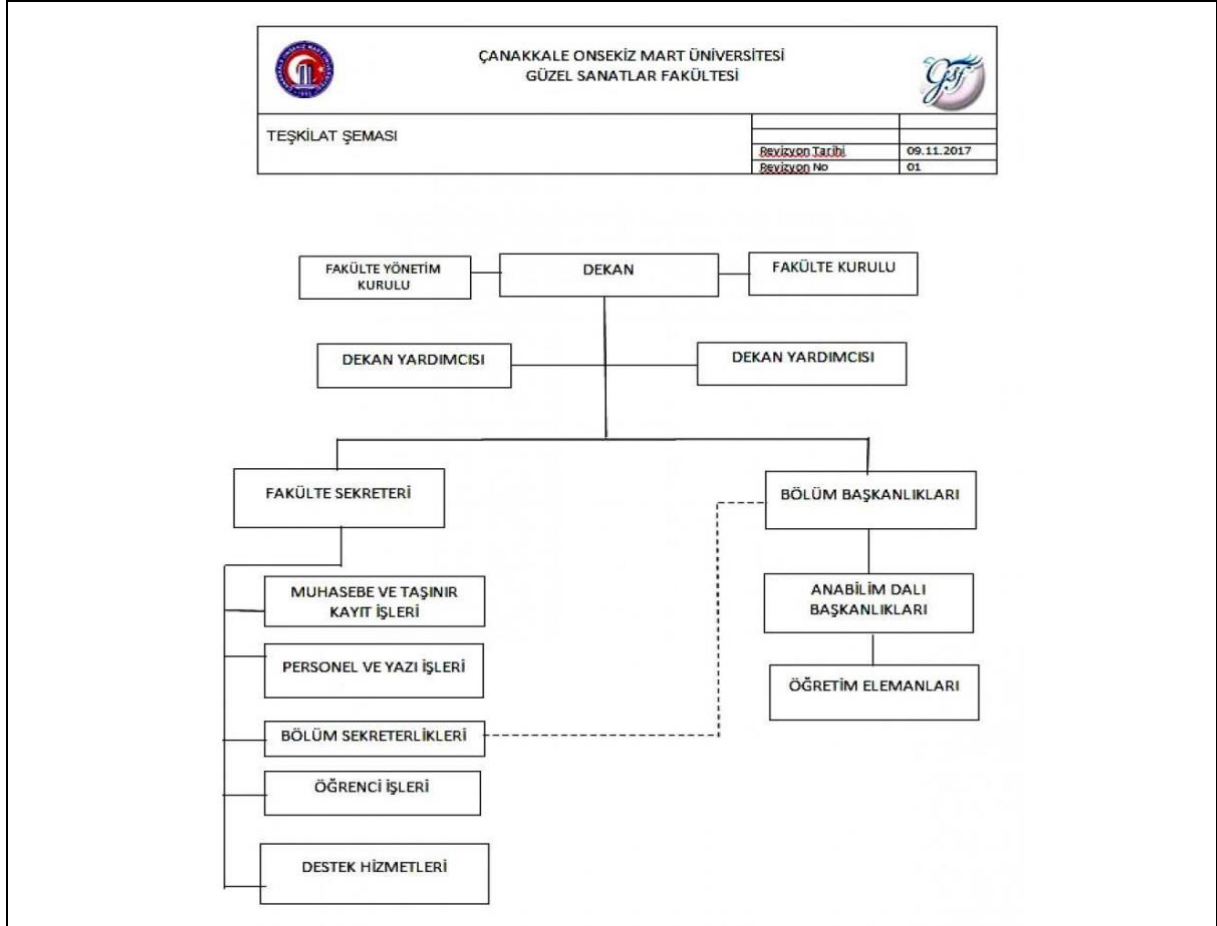 ÇANAKKALE ONSEKİZ MART ÜNİVERSİTESİ
GÜZEL SANATLAR FAKÜLTESİ
gsf
TEŞKİLAT ŞEMASI
Revizyon Tarihi 09.11.2017
Revizyon No 01
FAKÜLTE YÖNETİM
KURULU
DEKAN
FAKÜLTE KURULU
DEKAN YARDIMCISI
DEKAN YARDIMCISI
FAKÜLTE SEKRETERİ
BÖLÜM BAŞKANLIKLARI
MUHASEBE VE TAŞINIR
KAYIT İŞLERİ
ANABİLİM DALI
BAŞKANLIKLARI
PERSONEL VE YAZI İŞLERİ
ÖĞRETİM ELEMANLARI
BÖLÜM SEKRETERLİKLERİ
ÖĞRENCİ İŞLERİ
DESTEK HİZMETLERİ